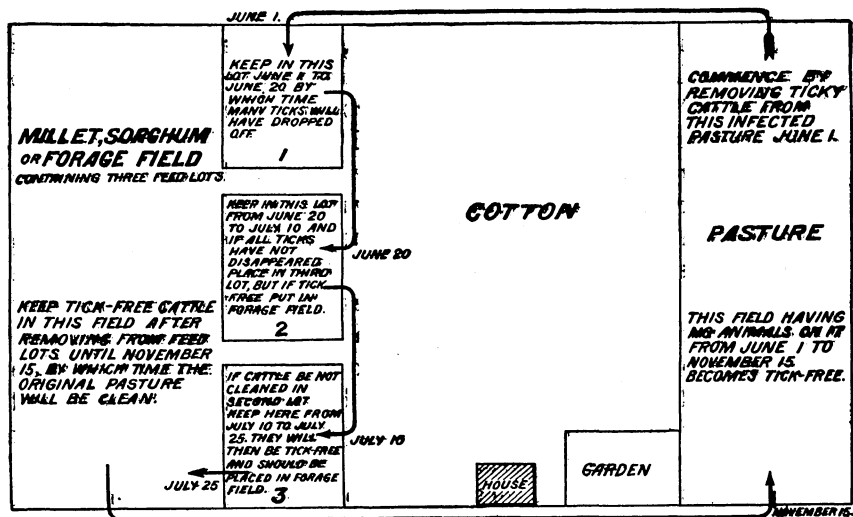 JUNE 1.
MILLET, SORGHUM
OR FORAGE FIELD
CONTAINING THREE FEED LOTS.
KEEP TICK-FREE CATTLE
IN THIS FIELD AFTER
REMOVING FROM FEED
LOTS UNTIL NOVEMBER
15, BY WHICH TIME THE
ORIGINAL PASTURE
WILL BE CLEAN.
KEEP IN THIS
LOT JUNE 1 TO
JUNE 20 BY
WHICH TIME
MANY TICKS WILL
HAVE DROPPED
OFF.
1
KEEP IN THIS LOT
FROM JUNE 20
TO JULY 10 AND
IF ALL TICKS
HAVE NOT
DISAPPEARED
PLACE IN THIRD
LOT, BUT IF TICK
FREE PUT IN
FORAGE FIELD.
2
JUNE 20
IF CATTLE BE NOT
CLEANED IN
SECOND LOT
KEEP HERE FROM
JULY 10 TO JULY
25. THEY WILL
THEN BE TICK-FREE
AND SHOULD BE
PLACED IN FORAGE
FIELD.
3
JULY 10
JULY 25
COTTON
HOUSE
GARDEN
COMMENCE BY
REMOVING TICKY
CATTLE FROM
THIS INFECTED
PASTURE JUNE 1.
PASTURE
THIS FIELD HAVING
NO ANIMALS ON IT
FROM JUNE 1 TO
NOVEMBER 15
BECOMES TICK-FREE.
NOVEMBER 15.